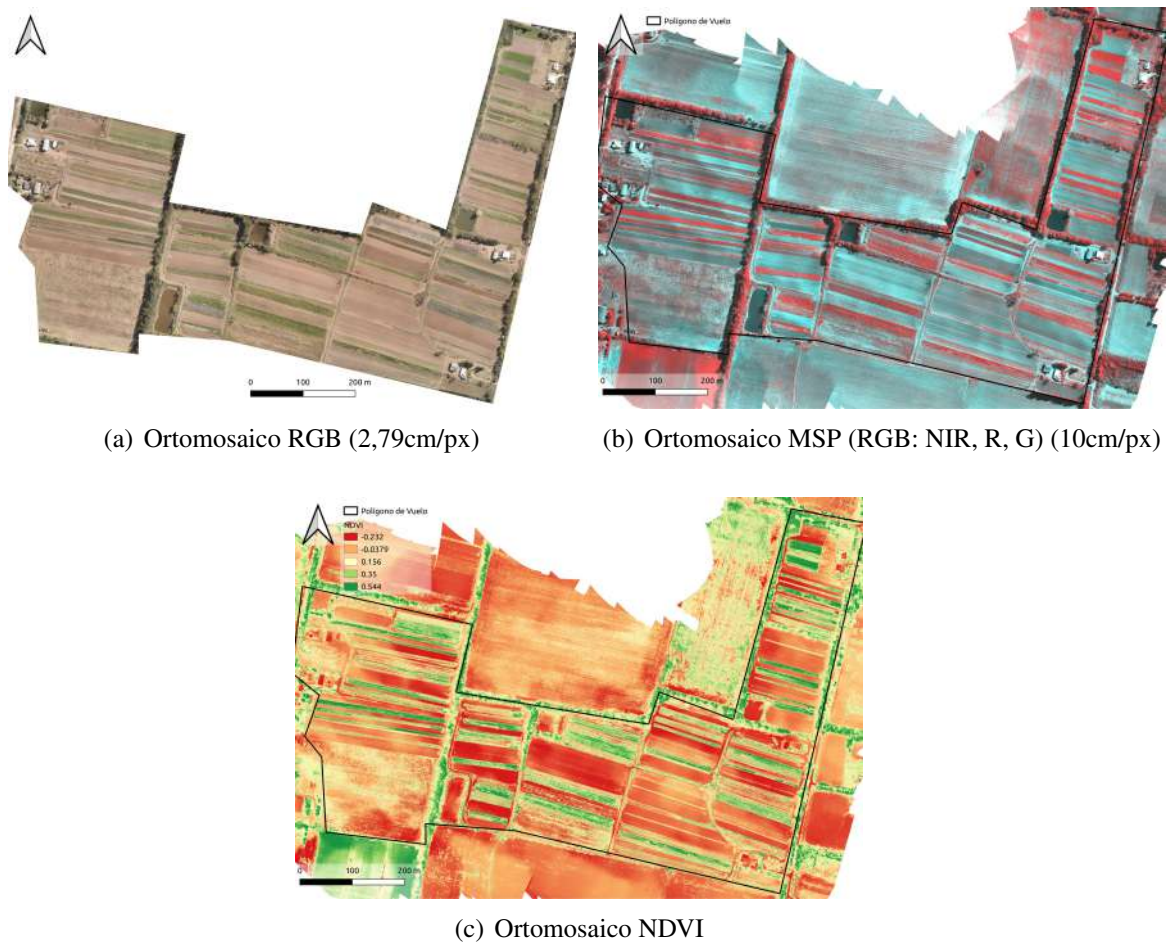 0 100 200 m
(a) Ortomosaico RGB (2,79cm/px)
Polígono de Vuelo
0 100 200 m
(b) Ortomosaico MSP (RGB: NIR, R, G) (10cm/px)
Polígono de Vuelo
NDVI
-0.232
-0.0379
0.156
0.35
0.544
0 100 200 m
(c) Ortomosaico NDVI